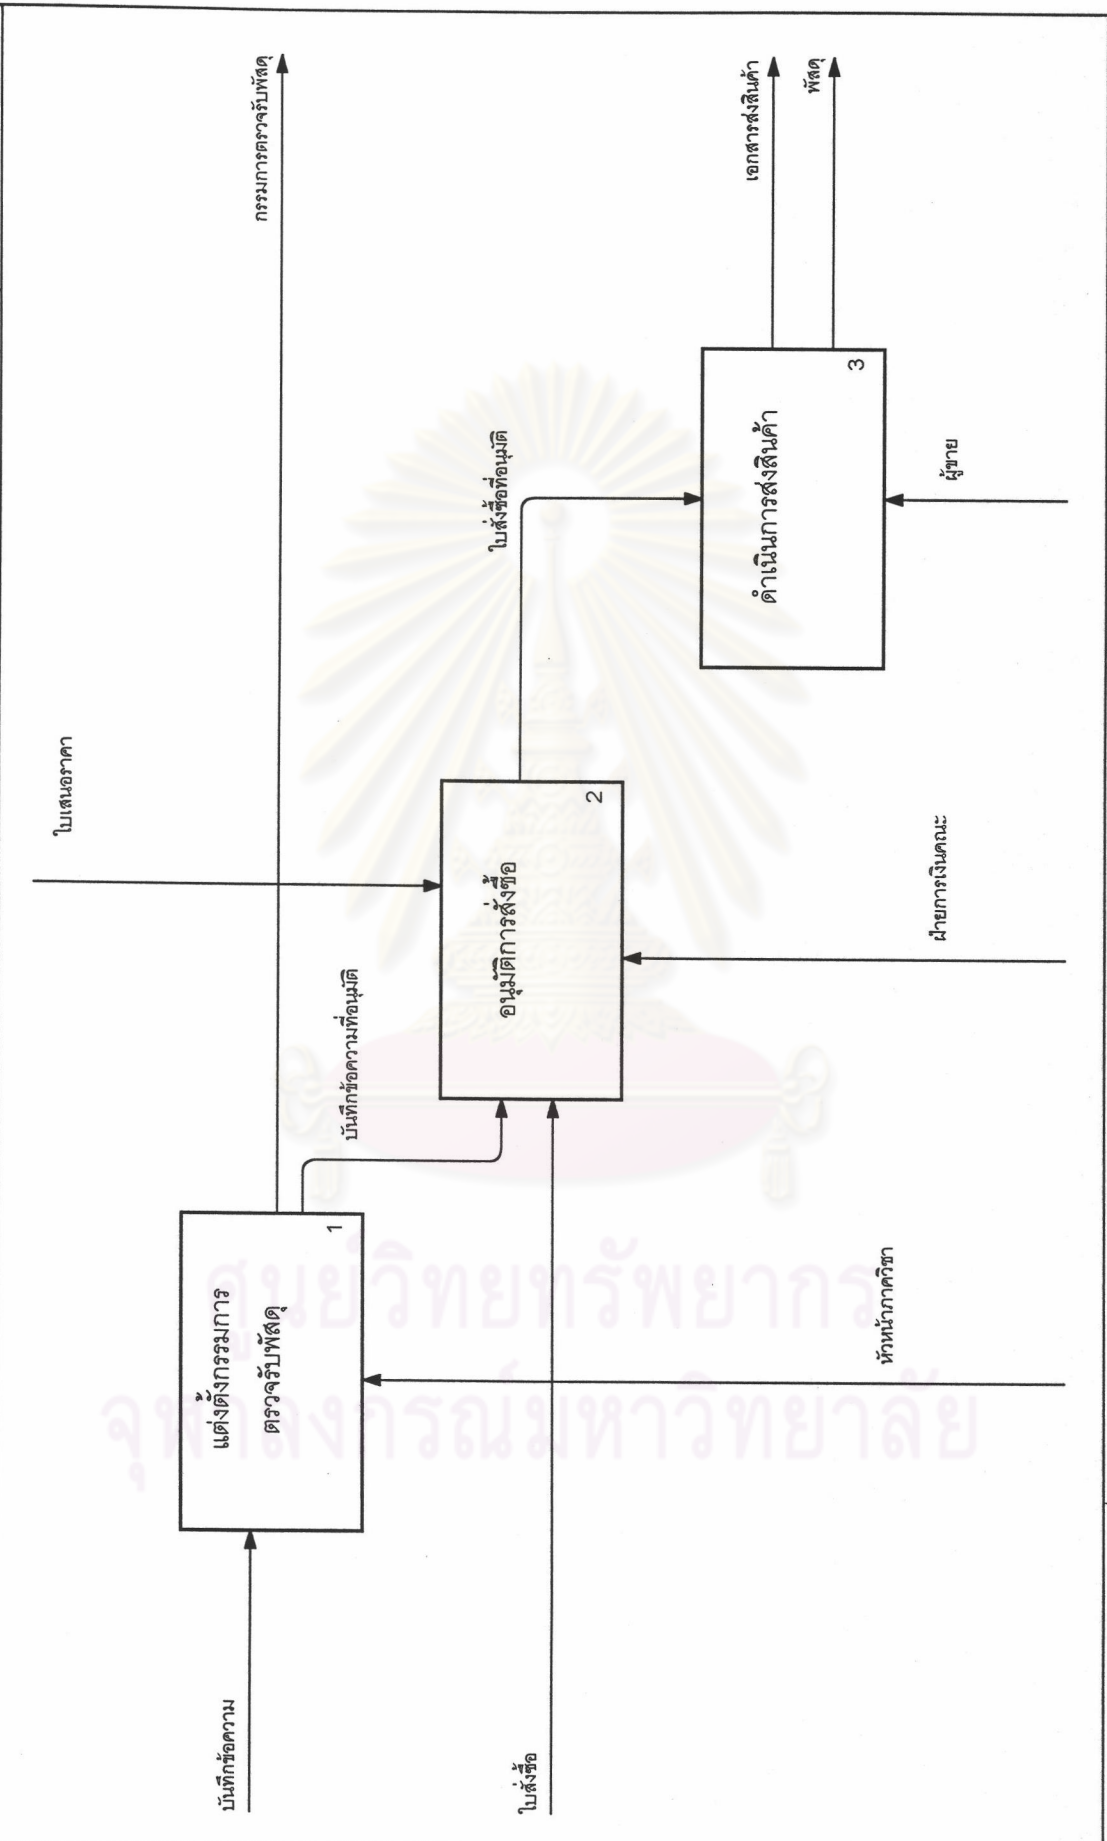 ใบเสนอราคา
กรรมการตรวจรับพัสดุ
บันทึกข้อความ
แต่งตั้งกรรมการ
ตรวจรับพัสดุ
1
บันทึกข้อความที่อนุมัติ
ใบสั่งซื้อ
อนุมัติการสั่งซื้อ
2
ใบสั่งซื้อที่อนุมัติ
ดำเนินการส่งสินค้า
3
เอกสารส่งสินค้า
พัสดุ
หัวหน้าภาควิชา
ฝ่ายการเงินคณะ
ผู้ขาย
ศูนย์วิทยทรัพยากร
จุฬาลงกรณ์มหาวิทยาลัย